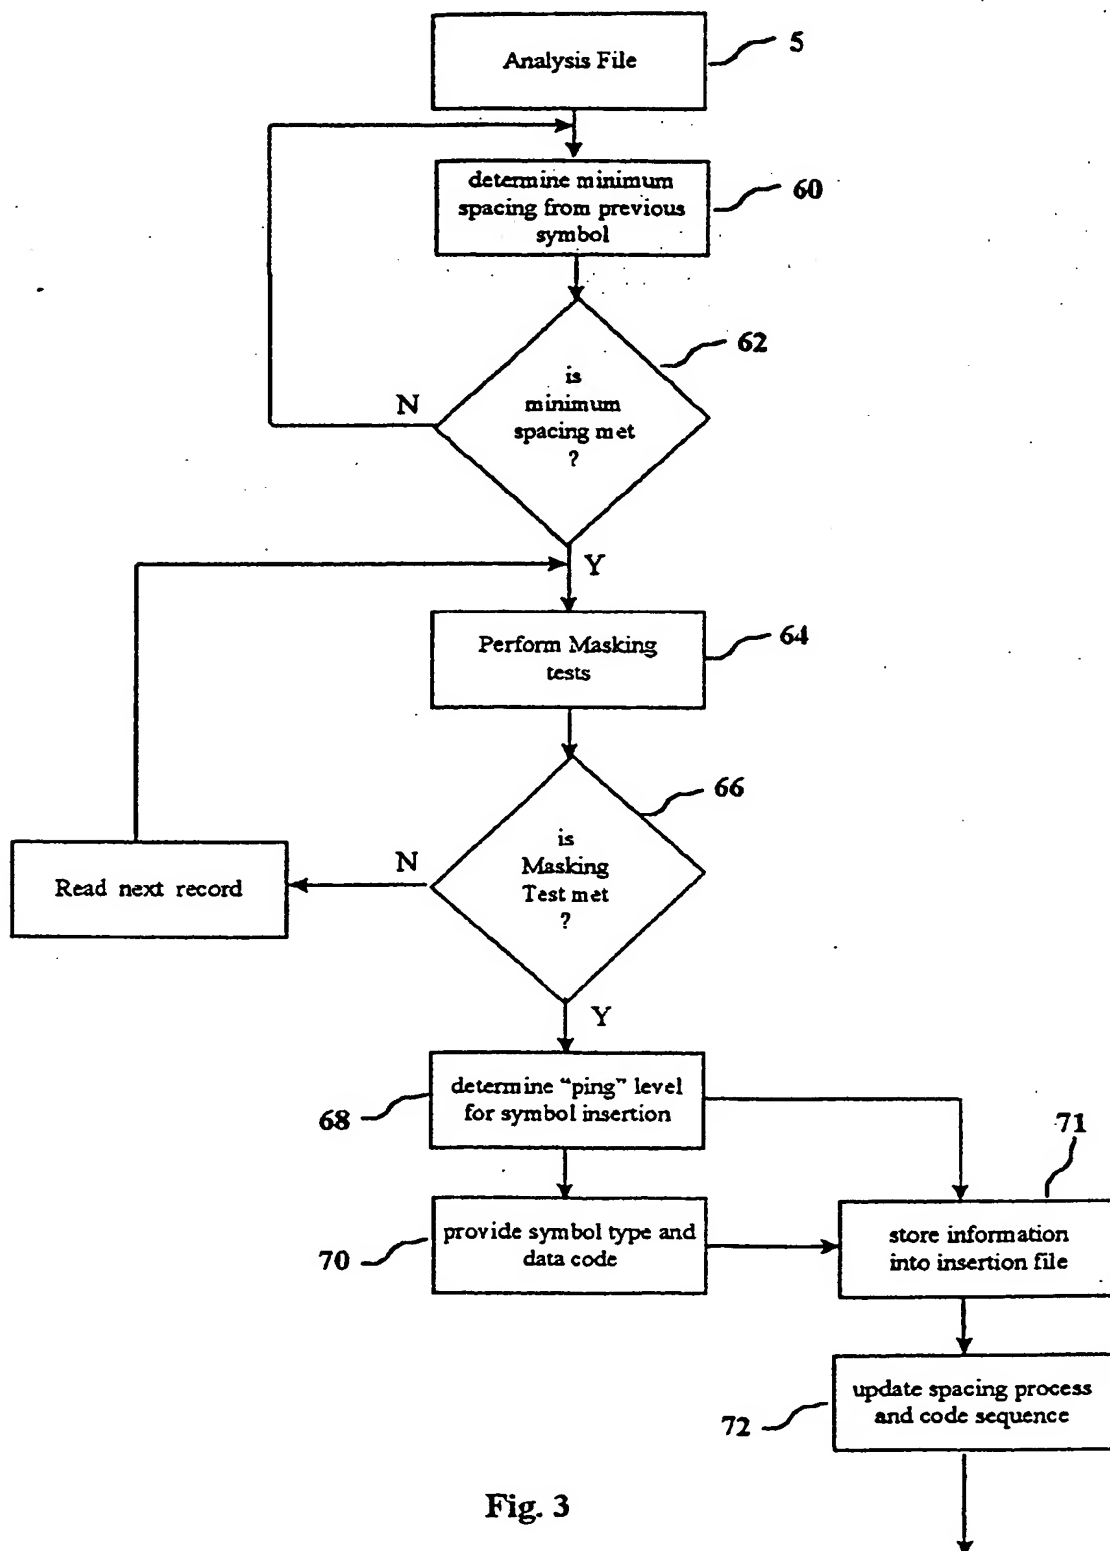 Analysis File
5
determine minimum
spacing from previous
symbol
60
is
minimum
spacing met
?
62
N
Y
Perform Masking
tests
64
is
Masking
Test met
?
66
N
Read next record
Y
determine “ping” level
for symbol insertion
68
provide symbol type and
data code
70
store information
into insertion file
71
update spacing process
and code sequence
72
Fig. 3